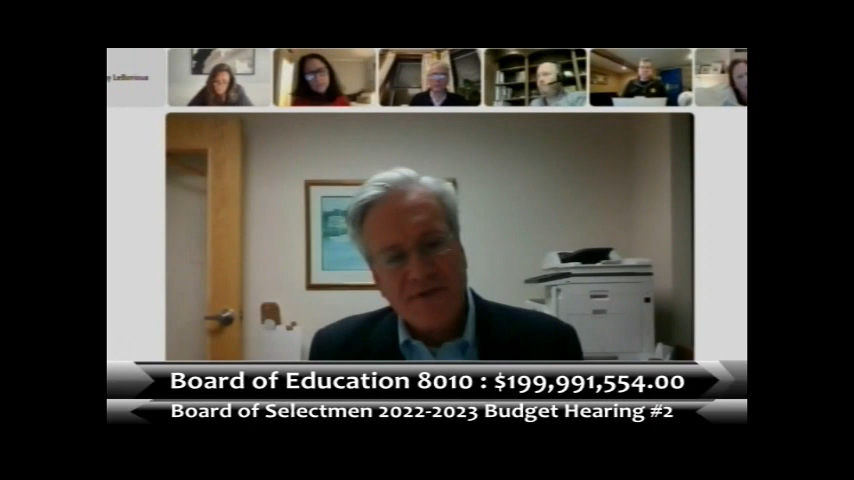 Board of Education 8010 : $199,991,554.00
Board of Selectmen 2022-2023 Budget Hearing #2